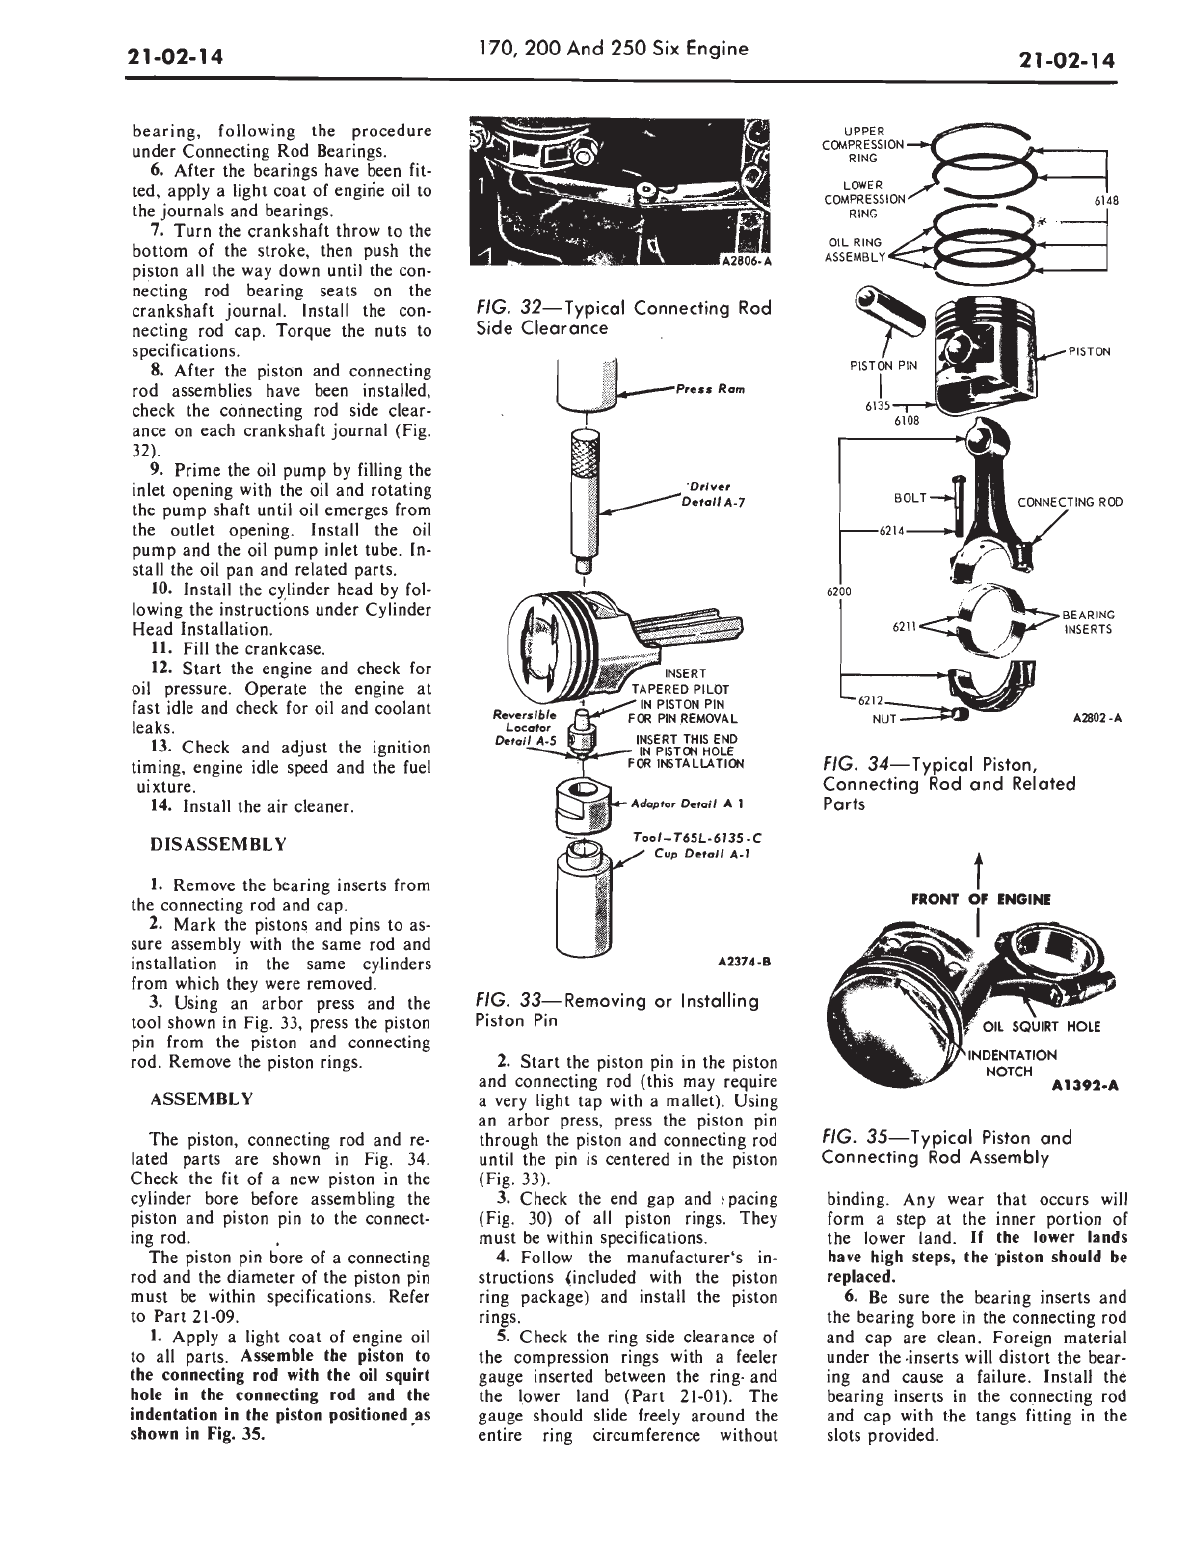 21-02-14
170, 200 And 250 Six Engine
21-02-14
bearing, following the procedure
under Connecting Rod Bearings.
6. After the bearings have been fit-
ted, apply a light coat of engine oil to
the journals and bearings.
7. Turn the crankshaft throw to the
bottom of the stroke, then push the
piston all the way down until the con-
necting rod bearing seats on the
crankshaft journal. Install the con-
necting rod cap. Torque the nuts to
specifications.
8. After the piston and connecting
rod assemblies have been installed,
check the connecting rod side clear-
ance on each crankshaft journal (Fig.
32).
9. Prime the oil pump by filling the
inlet opening with the oil and rotating
the pump shaft until oil emerges from
the outlet opening. Install the oil
pump and the oil pump inlet tube. In-
stall the oil pan and related parts.
10. Install the cylinder head by fol-
lowing the instructions under Cylinder
Head Installation.
11. Fill the crankcase.
12. Start the engine and check for
oil pressure. Operate the engine at
fast idle and check for oil and coolant
leaks.
13. Check and adjust the ignition
timing, engine idle speed and the fuel
uixture.
14. Install the air cleaner.
DISASSEMBLY
1. Remove the bearing inserts from
the connecting rod and cap.
2. Mark the pistons and pins to as-
sure assembly with the same rod and
installation in the same cylinders
from which they were removed.
3. Using an arbor press and the
tool shown in Fig. 33, press the piston
pin from the piston and connecting
rod. Remove the piston rings.
ASSEMBLY
The piston, connecting rod and re-
lated parts are shown in Fig. 34.
Check the fit of a new piston in the
cylinder bore before assembling the
piston and piston pin to the connect-
ing rod.
The piston pin bore of a connecting
rod and the diameter of the piston pin
must be within specifications. Refer
to Part 21-09.
1. Apply a light coat of engine oil
to all parts. Assemble the piston to
the connecting rod with the oil squirt
hole in the connecting rod and the
indentation in the piston positioned as
shown in Fig. 35.
A2806-A
FIG. 32—Typical Connecting Rod
Side Clearance
Press Ram
Driver
Detail A-7
INSERT
TAPERED PILOT
IN PISTON PIN
FOR PIN REMOVAL
Reversible
Locator
Detail A-5
INSERT THIS END
IN PISTON HOLE
FOR INSTALLATION
Adaptor Detail A 1
Tool-T65L-6135-C
Cup Detail A-1
A2374-B
FIG. 33—Removing or Installing
Piston Pin
2. Start the piston pin in the piston
and connecting rod (this may require
a very light tap with a mallet). Using
an arbor press, press the piston pin
through the piston and connecting rod
until the pin is centered in the piston
(Fig. 33).
3. Check the end gap and pacing
(Fig. 30) of all piston rings. They
must be within specifications.
4. Follow the manufacturer's in-
structions (included with the piston
ring package) and install the piston
rings.
5. Check the ring side clearance of
the compression rings with a feeler
gauge inserted between the ring and
the lower land (Part 21-01). The
gauge should slide freely around the
entire ring circumference without
UPPER
COMPRESSION
RING
LOWER
COMPRESSION
RING
6148
*
OIL RING
ASSEMBLY
PISTON
PISTON PIN
6135
6108
BOLT
CONNECTING ROD
6214
6200
6211
BEARING
INSERTS
6212
NUT
A2802-A
FIG. 34—Typical Piston,
Connecting Rod and Related
Parts
FRONT OF ENGINE
OIL SQUIRT HOLE
INDENTATION
NOTCH
A1392-A
FIG. 35—Typical Piston and
Connecting Rod Assembly
binding. Any wear that occurs will
form a step at the inner portion of
the lower land. If the lower lands
have high steps, the piston should be
replaced.
6. Be sure the bearing inserts and
the bearing bore in the connecting rod
and cap are clean. Foreign material
under the inserts will distort the bear-
ing and cause a failure. Install the
bearing inserts in the connecting rod
and cap with the tangs fitting in the
slots provided.